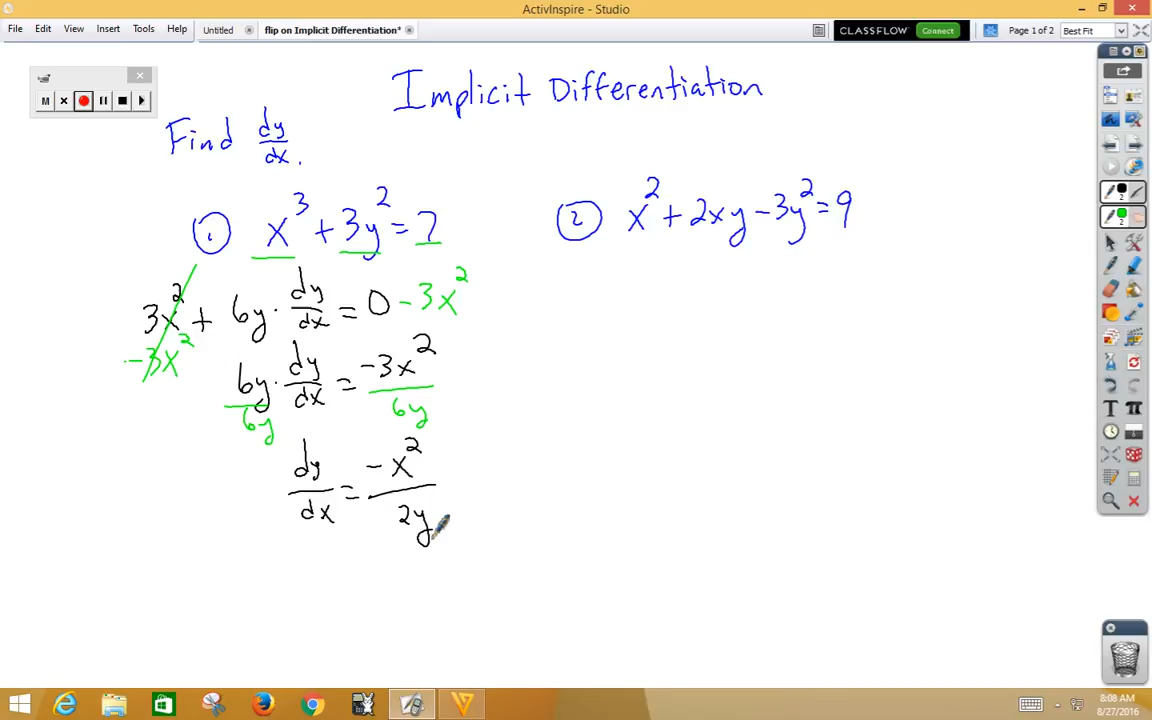 ActivInspire - Studio
File Edit View Insert Tools Help
Untitled
flip on Implicit Differentiation*
CLASSFLOW Connect
Page 1 of 2 Best Fit
M
Implicit Differentiation
Find dy/dx.
① x³ + 3y² = 7
② x² + 2xy - 3y² = 9
3x² + 6y · dy/dx = 0 - 3x²
-3x²
6y · dy/dx = -3x²
6y 6y
dy/dx = -x²/2y
2
2
T π
8:08 AM
8/27/2016